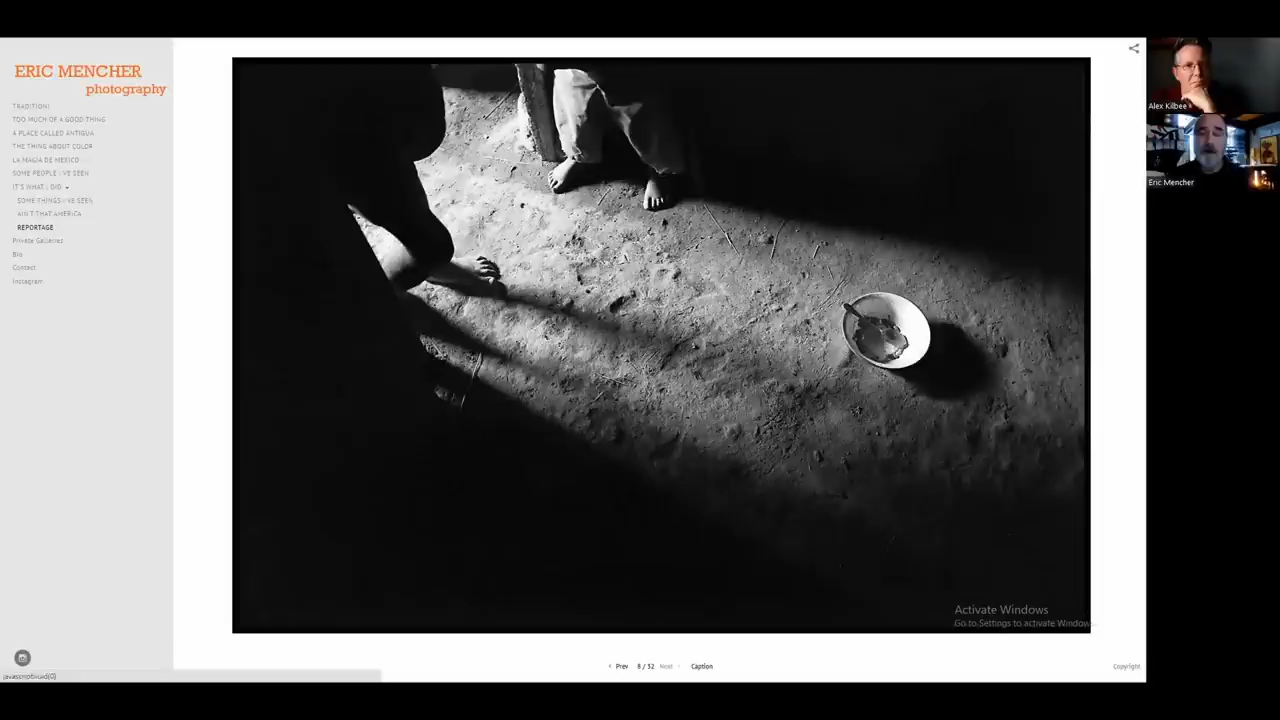 ERIC MENCHER
photography
TRADITION!
TOO MUCH OF A GOOD THING
A PLACE CALLED ANTIGUA
THE THING ABOUT COLOR
LA MAGIA DE MEXICO
SOME PEOPLE I'VE SEEN
IT'S WHAT I DID
SOME THINGS I'VE SEEN
AIN'T THAT AMERICA
REPORTAGE
Private Galleries
Bio
Contact
Instagram
Alex Kilbee
Eric Mencher
Activate Windows
Go to Settings to activate Windows.
Prev 8 / 32 Next Caption
Copyright
javascript:void(0)